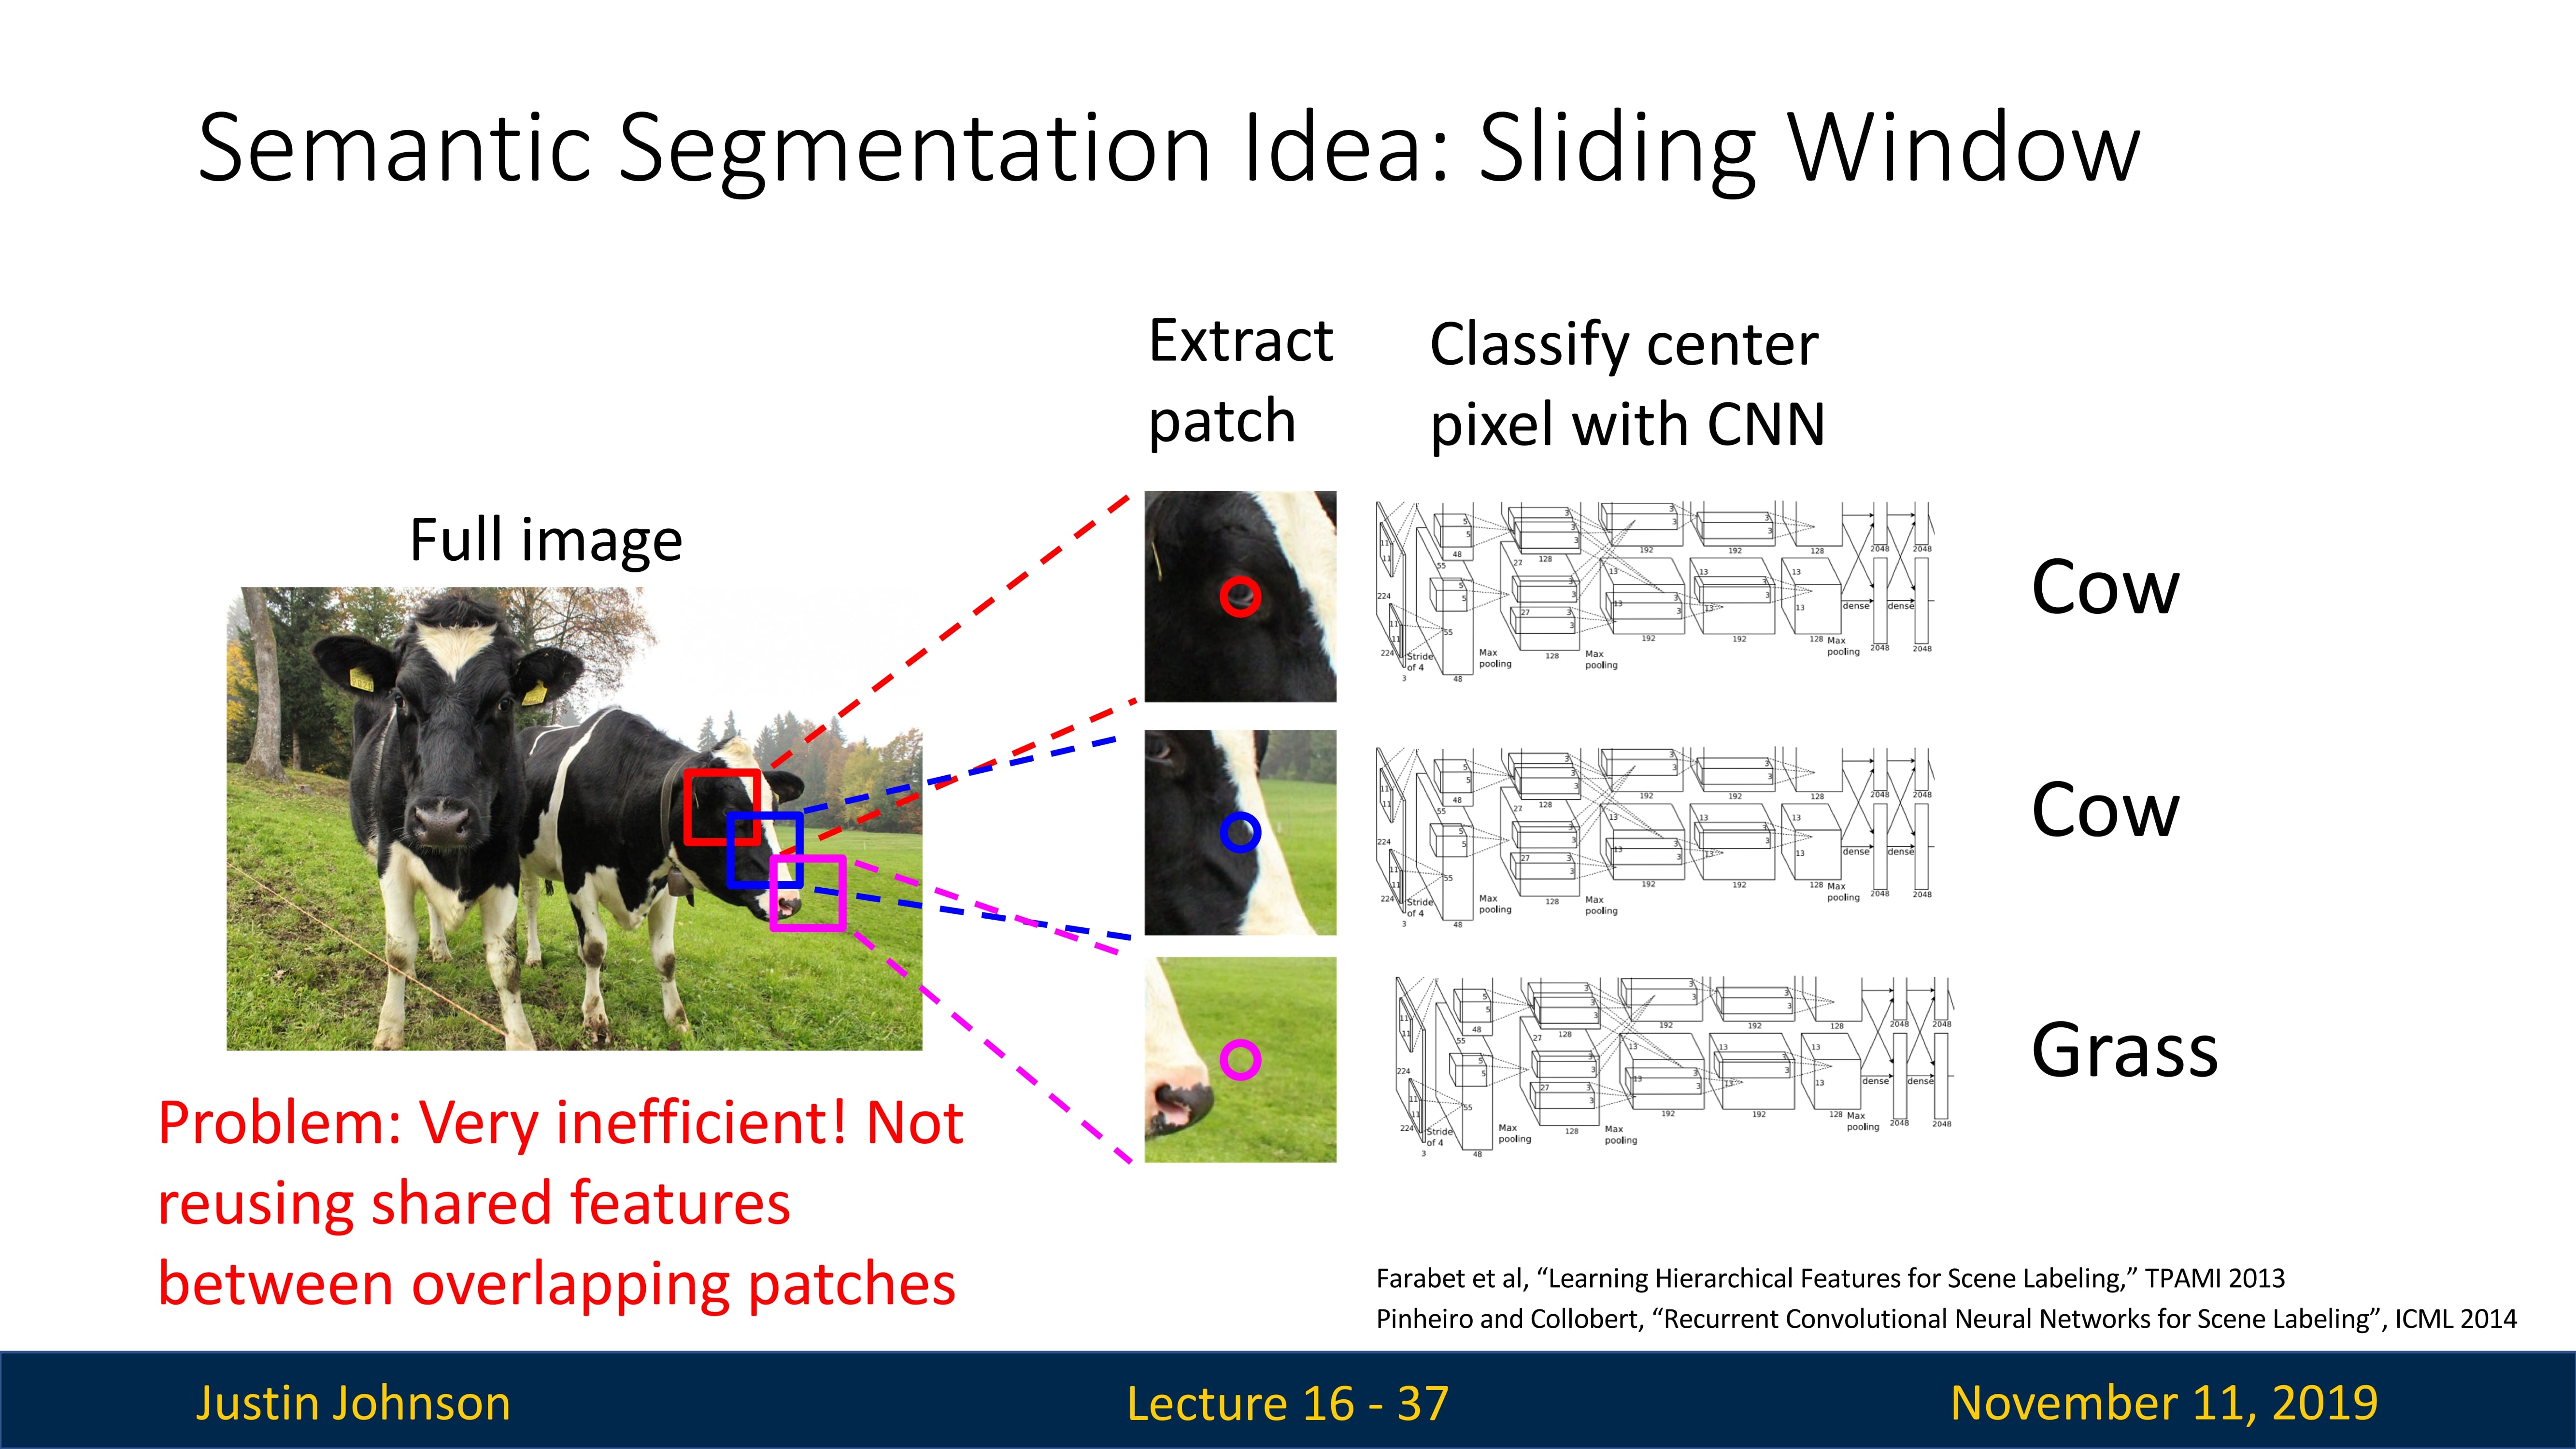 Semantic Segmentation Idea: Sliding Window
Extract
patch
Classify center
pixel with CNN
Full image
Cow
Cow
Grass
Problem: Very inefficient! Not
reusing shared features
between overlapping patches
Farabet et al, “Learning Hierarchical Features for Scene Labeling,” TPAMI 2013
Pinheiro and Collobert, “Recurrent Convolutional Neural Networks for Scene Labeling”, ICML 2014
Justin Johnson
Lecture 16 - 37
November 11, 2019